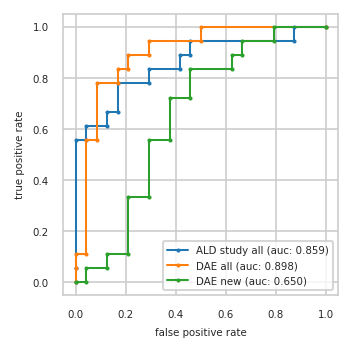 1.0
0.8
0.6
0.4
0.2
0.0
true positive rate
ALD study all (auc: 0.859)
DAE all (auc: 0.898)
DAE new (auc: 0.650)
0.0 0.2 0.4 0.6 0.8 1.0
false positive rate